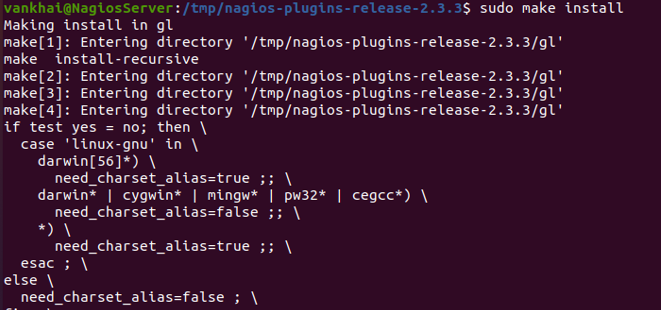 vankhai@NagiosServer:/tmp/nagios-plugins-release-2.3.3$ sudo make install
Making install in gl
make[1]: Entering directory '/tmp/nagios-plugins-release-2.3.3/gl'
make  install-recursive
make[2]: Entering directory '/tmp/nagios-plugins-release-2.3.3/gl'
make[3]: Entering directory '/tmp/nagios-plugins-release-2.3.3/gl'
make[4]: Entering directory '/tmp/nagios-plugins-release-2.3.3/gl'
if test yes = no; then \
  case 'linux-gnu' in \
    darwin[56]*) \
      need_charset_alias=true ;; \
    darwin* | cygwin* | mingw* | pw32* | cegcc*) \
      need_charset_alias=false ;; \
    *) \
      need_charset_alias=true ;; \
  esac ; \
else \
  need_charset_alias=false ; \